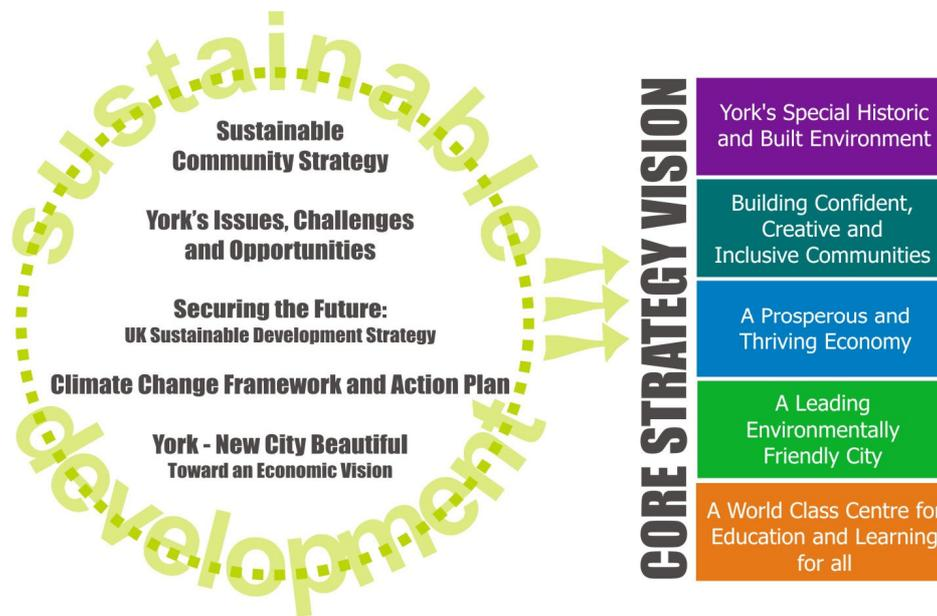 sustainable
Sustainable
Community Strategy
York's Issues, Challenges
and Opportunities
Securing the Future:
UK Sustainable Development Strategy
Climate Change Framework and Action Plan
York - New City Beautiful
Toward an Economic Vision
development
CORE STRATEGY VISION
York's Special Historic
and Built Environment
Building Confident,
Creative and
Inclusive Communities
A Prosperous and
Thriving Economy
A Leading
Environmentally
Friendly City
A World Class Centre for
Education and Learning
for all